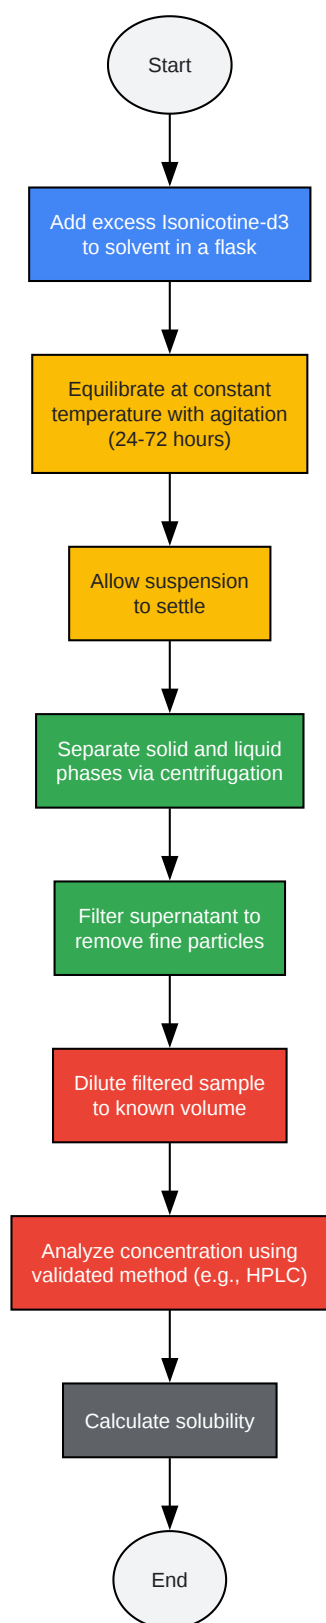 Start
Add excess Isonicotine-d3
to solvent in a flask
Equilibrate at constant
temperature with agitation
(24-72 hours)
Allow suspension
to settle
Separate solid and liquid
phases via centrifugation
Filter supernatant to
remove fine particles
Dilute filtered sample
to known volume
Analyze concentration using
validated method (e.g., HPLC)
Calculate solubility
End